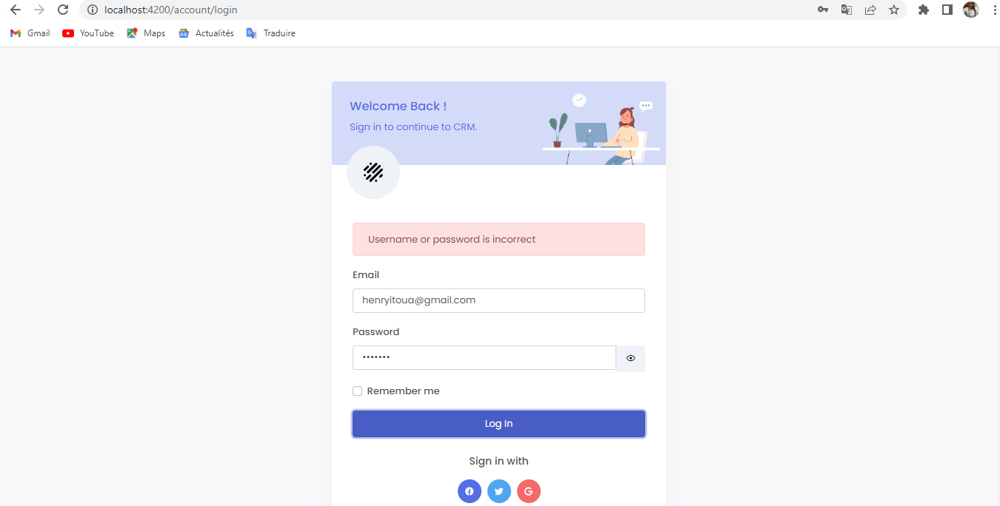 localhost:4200/account/login
Gmail YouTube Maps Actualités Traduire
Welcome Back !
Sign in to continue to CRM.
Username or password is incorrect
Email
henryitoua@gmail.com
Password
•••••••
Remember me
Log In
Sign in with